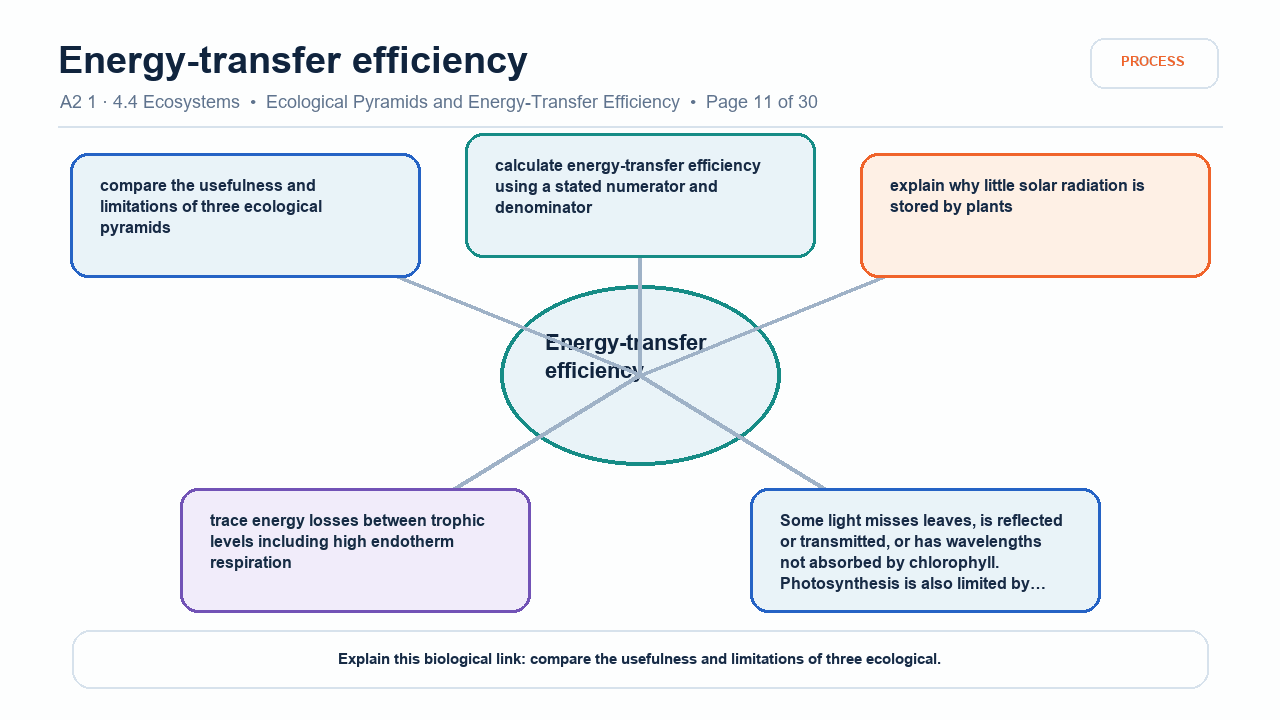 Energy-transfer efficiency
PROCESS
A2 1 · 4.4 Ecosystems • Ecological Pyramids and Energy-Transfer Efficiency • Page 11 of 30
compare the usefulness and
limitations of three ecological
pyramids
calculate energy-transfer efficiency
using a stated numerator and
denominator
explain why little solar radiation is
stored by plants
Energy-transfer
efficiency
trace energy losses between trophic
levels including high endotherm
respiration
Some light misses leaves, is reflected
or transmitted, or has wavelengths
not absorbed by chlorophyll.
Photosynthesis is also limited by…
Explain this biological link: compare the usefulness and limitations of three ecological.